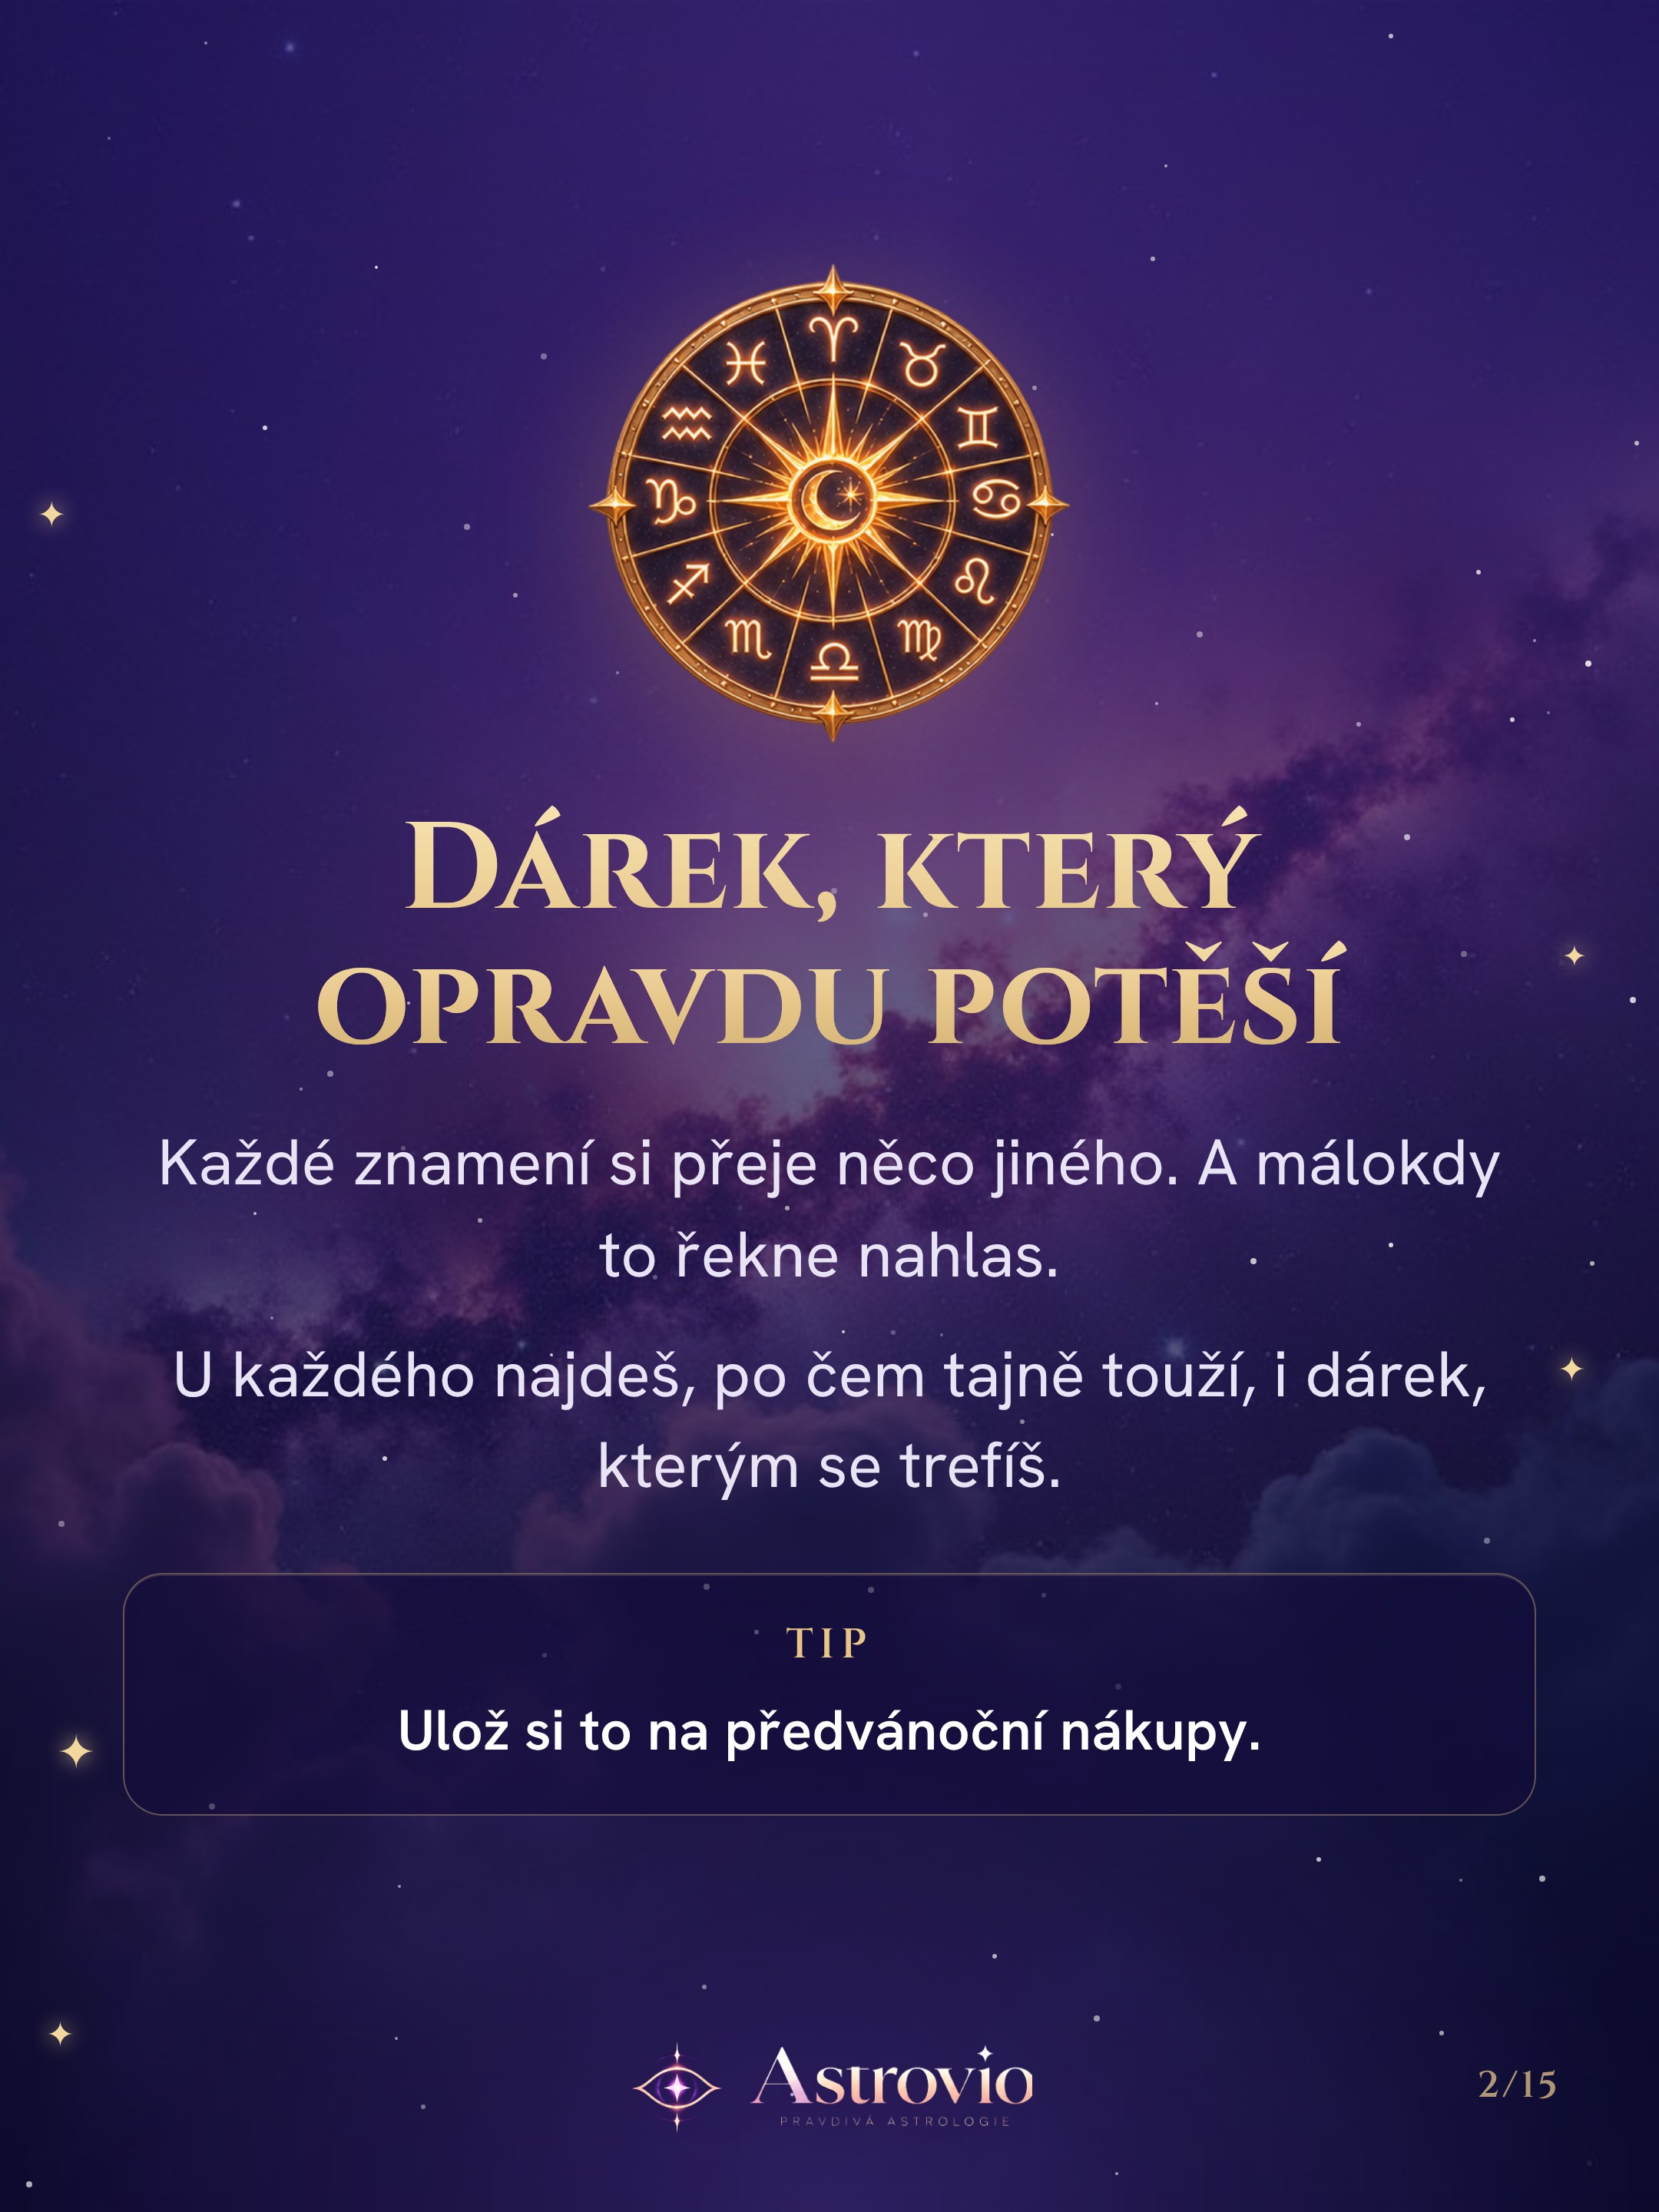 DÁREK, KTERÝ
OPRAVDU POTĚŠÍ
Každé znamení si přeje něco jiného. A málokdy
to řekne nahlas.
U každého najdeš, po čem tajně touží, i dárek,
kterým se trefíš.
TIP
Ulož si to na předvánoční nákupy.
Astrovio
PRAVDIVÁ ASTROLOGIE
2/15